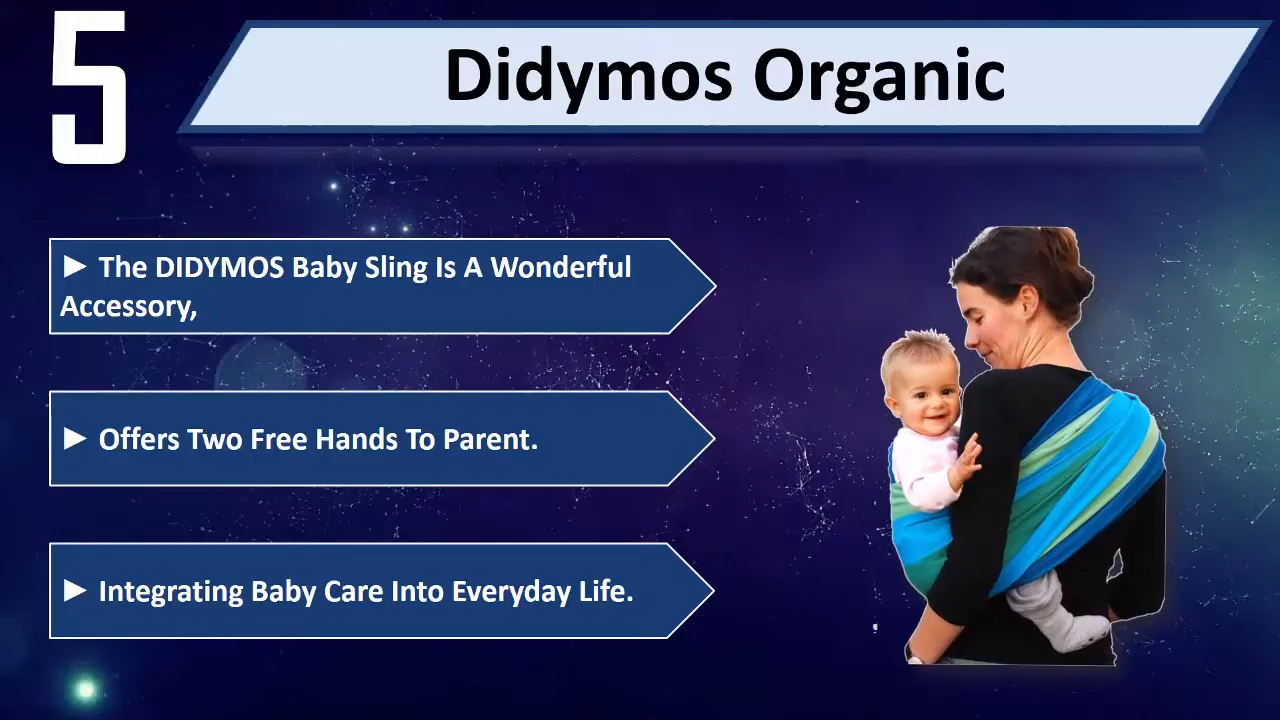 5
Didymos Organic
► The DIDYMOS Baby Sling Is A Wonderful
Accessory,
► Offers Two Free Hands To Parent.
► Integrating Baby Care Into Everyday Life.